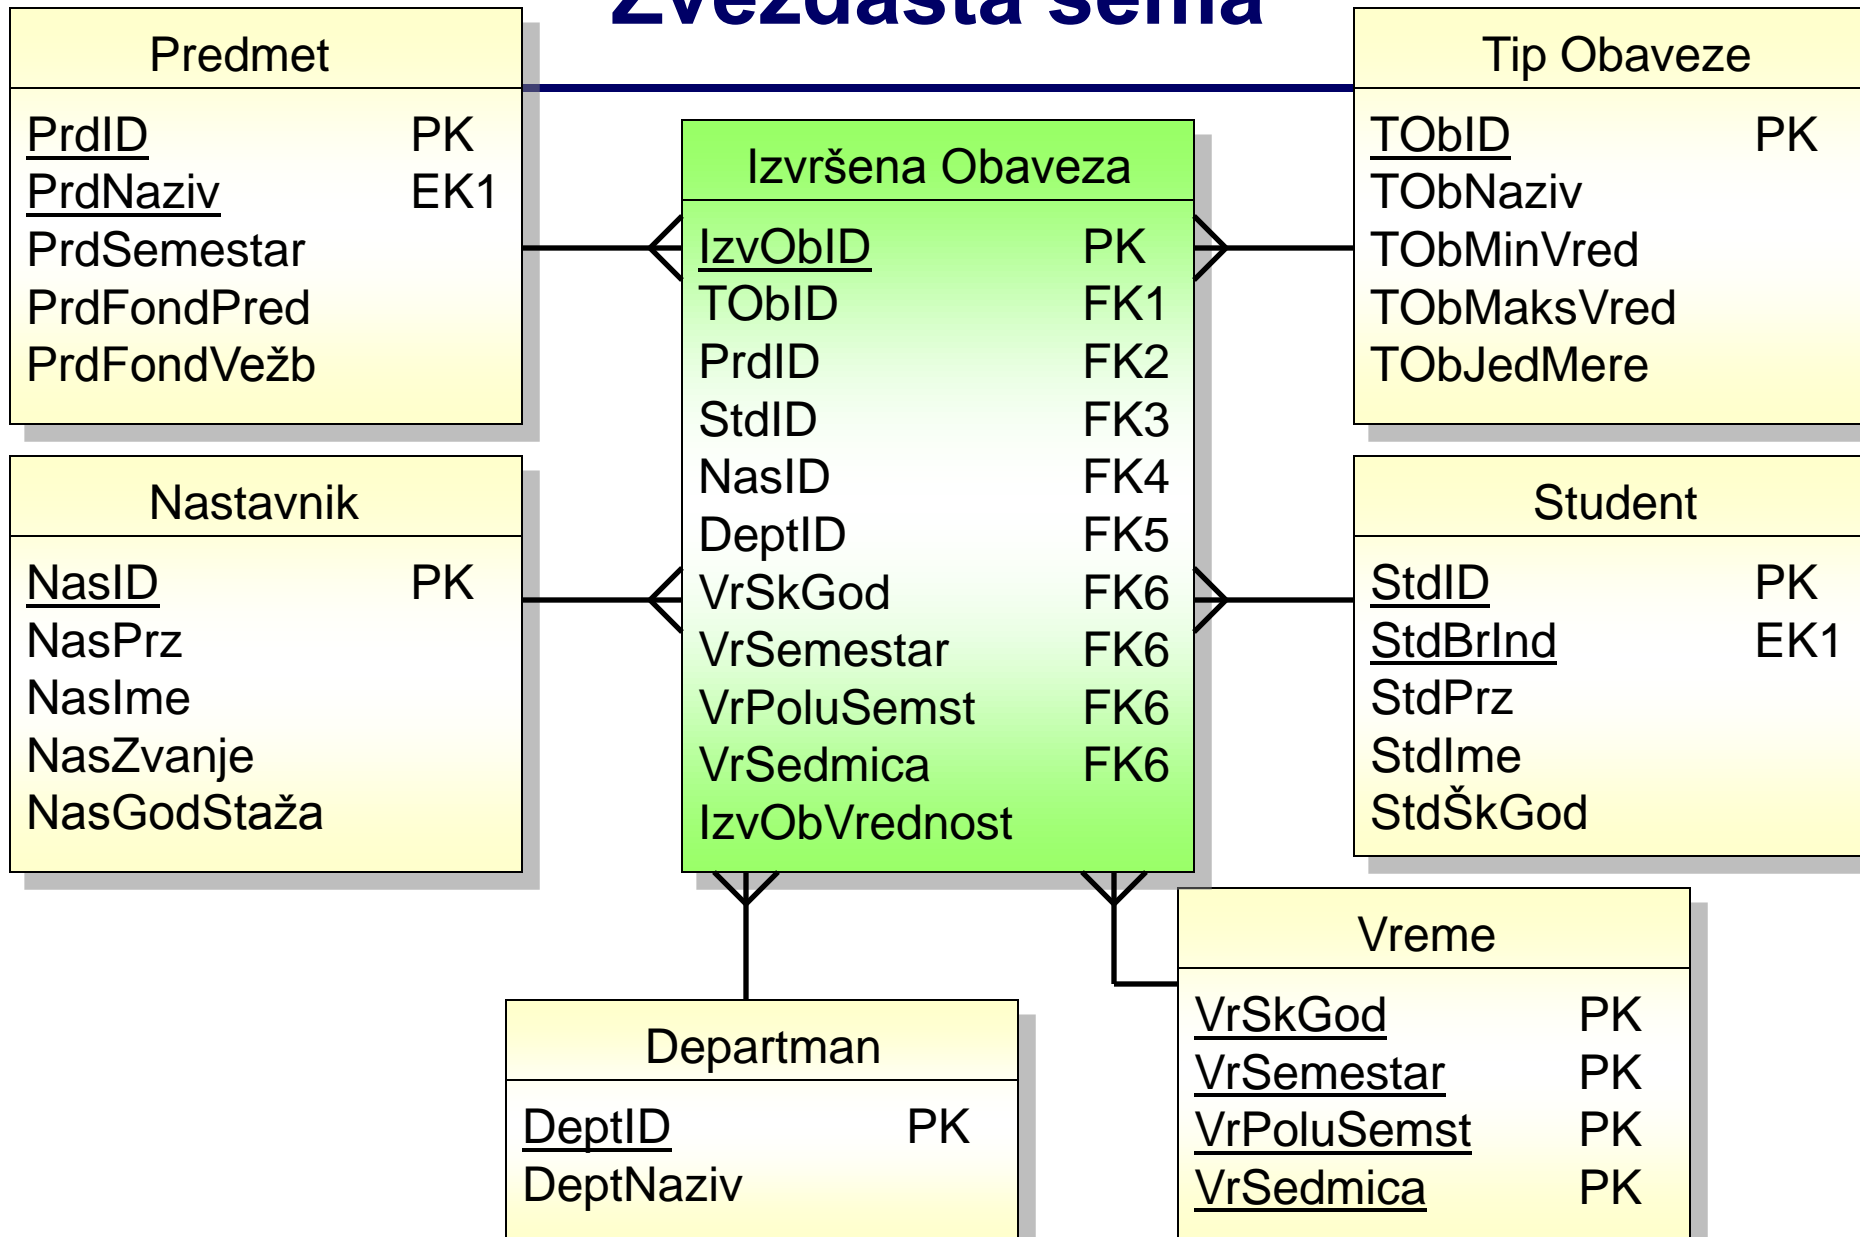 Zvezdasta šema
Predmet
PrdID PK
PrdNaziv EK1
PrdSemestar
PrdFondPred
PrdFondVežb
Tip Obaveze
TObID PK
TObNaziv
TObMinVred
TObMaksVred
TObJedMere
Izvršena Obaveza
IzvObID PK
TObID FK1
PrdID FK2
StdID FK3
NasID FK4
DeptID FK5
VrSkGod FK6
VrSemestar FK6
VrPoluSemst FK6
VrSedmica FK6
IzvObVrednost
Nastavnik
NasID PK
NasPrz
NasIme
NasZvanje
NasGodStaža
Student
StdID PK
StdBrInd EK1
StdPrz
StdIme
StdŠkGod
Departman
DeptID PK
DeptNaziv
Vreme
VrSkGod PK
VrSemestar PK
VrPoluSemst PK
VrSedmica PK